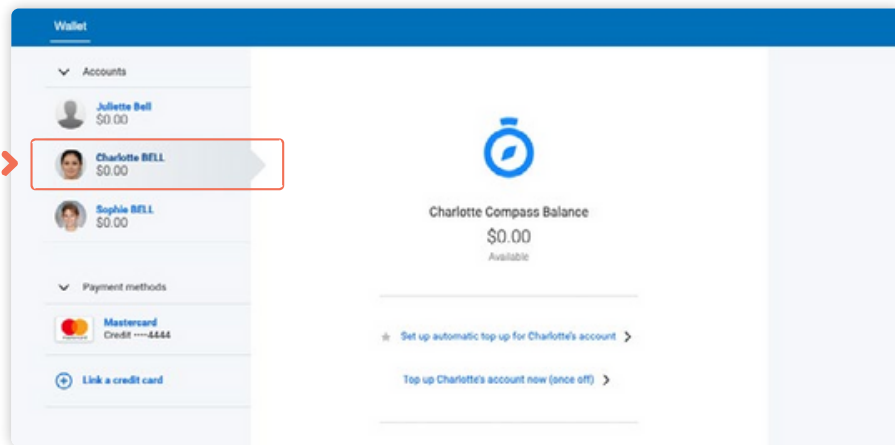 Wallet
Accounts
Juliette Bell
$0.00
Charlotte BELL
$0.00
Sophie BELL
$0.00
Payment methods
Mastercard
Credit ····4444
Link a credit card
Charlotte Compass Balance
$0.00
Available
Set up automatic top up for Charlotte's account
Top up Charlotte's account now (once off)